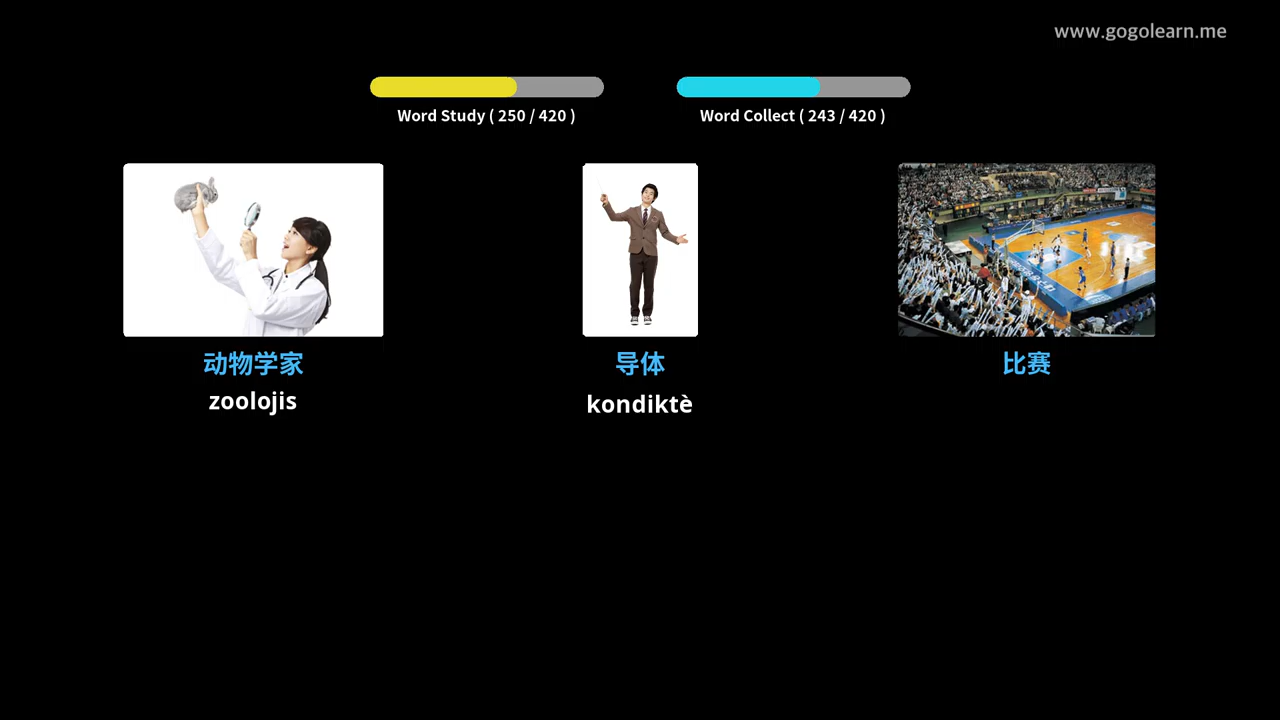 www.gogolearn.me
Word Study ( 250 / 420 )
Word Collect ( 243 / 420 )
动物学家
导体
比赛
zoolojis
kondiktè